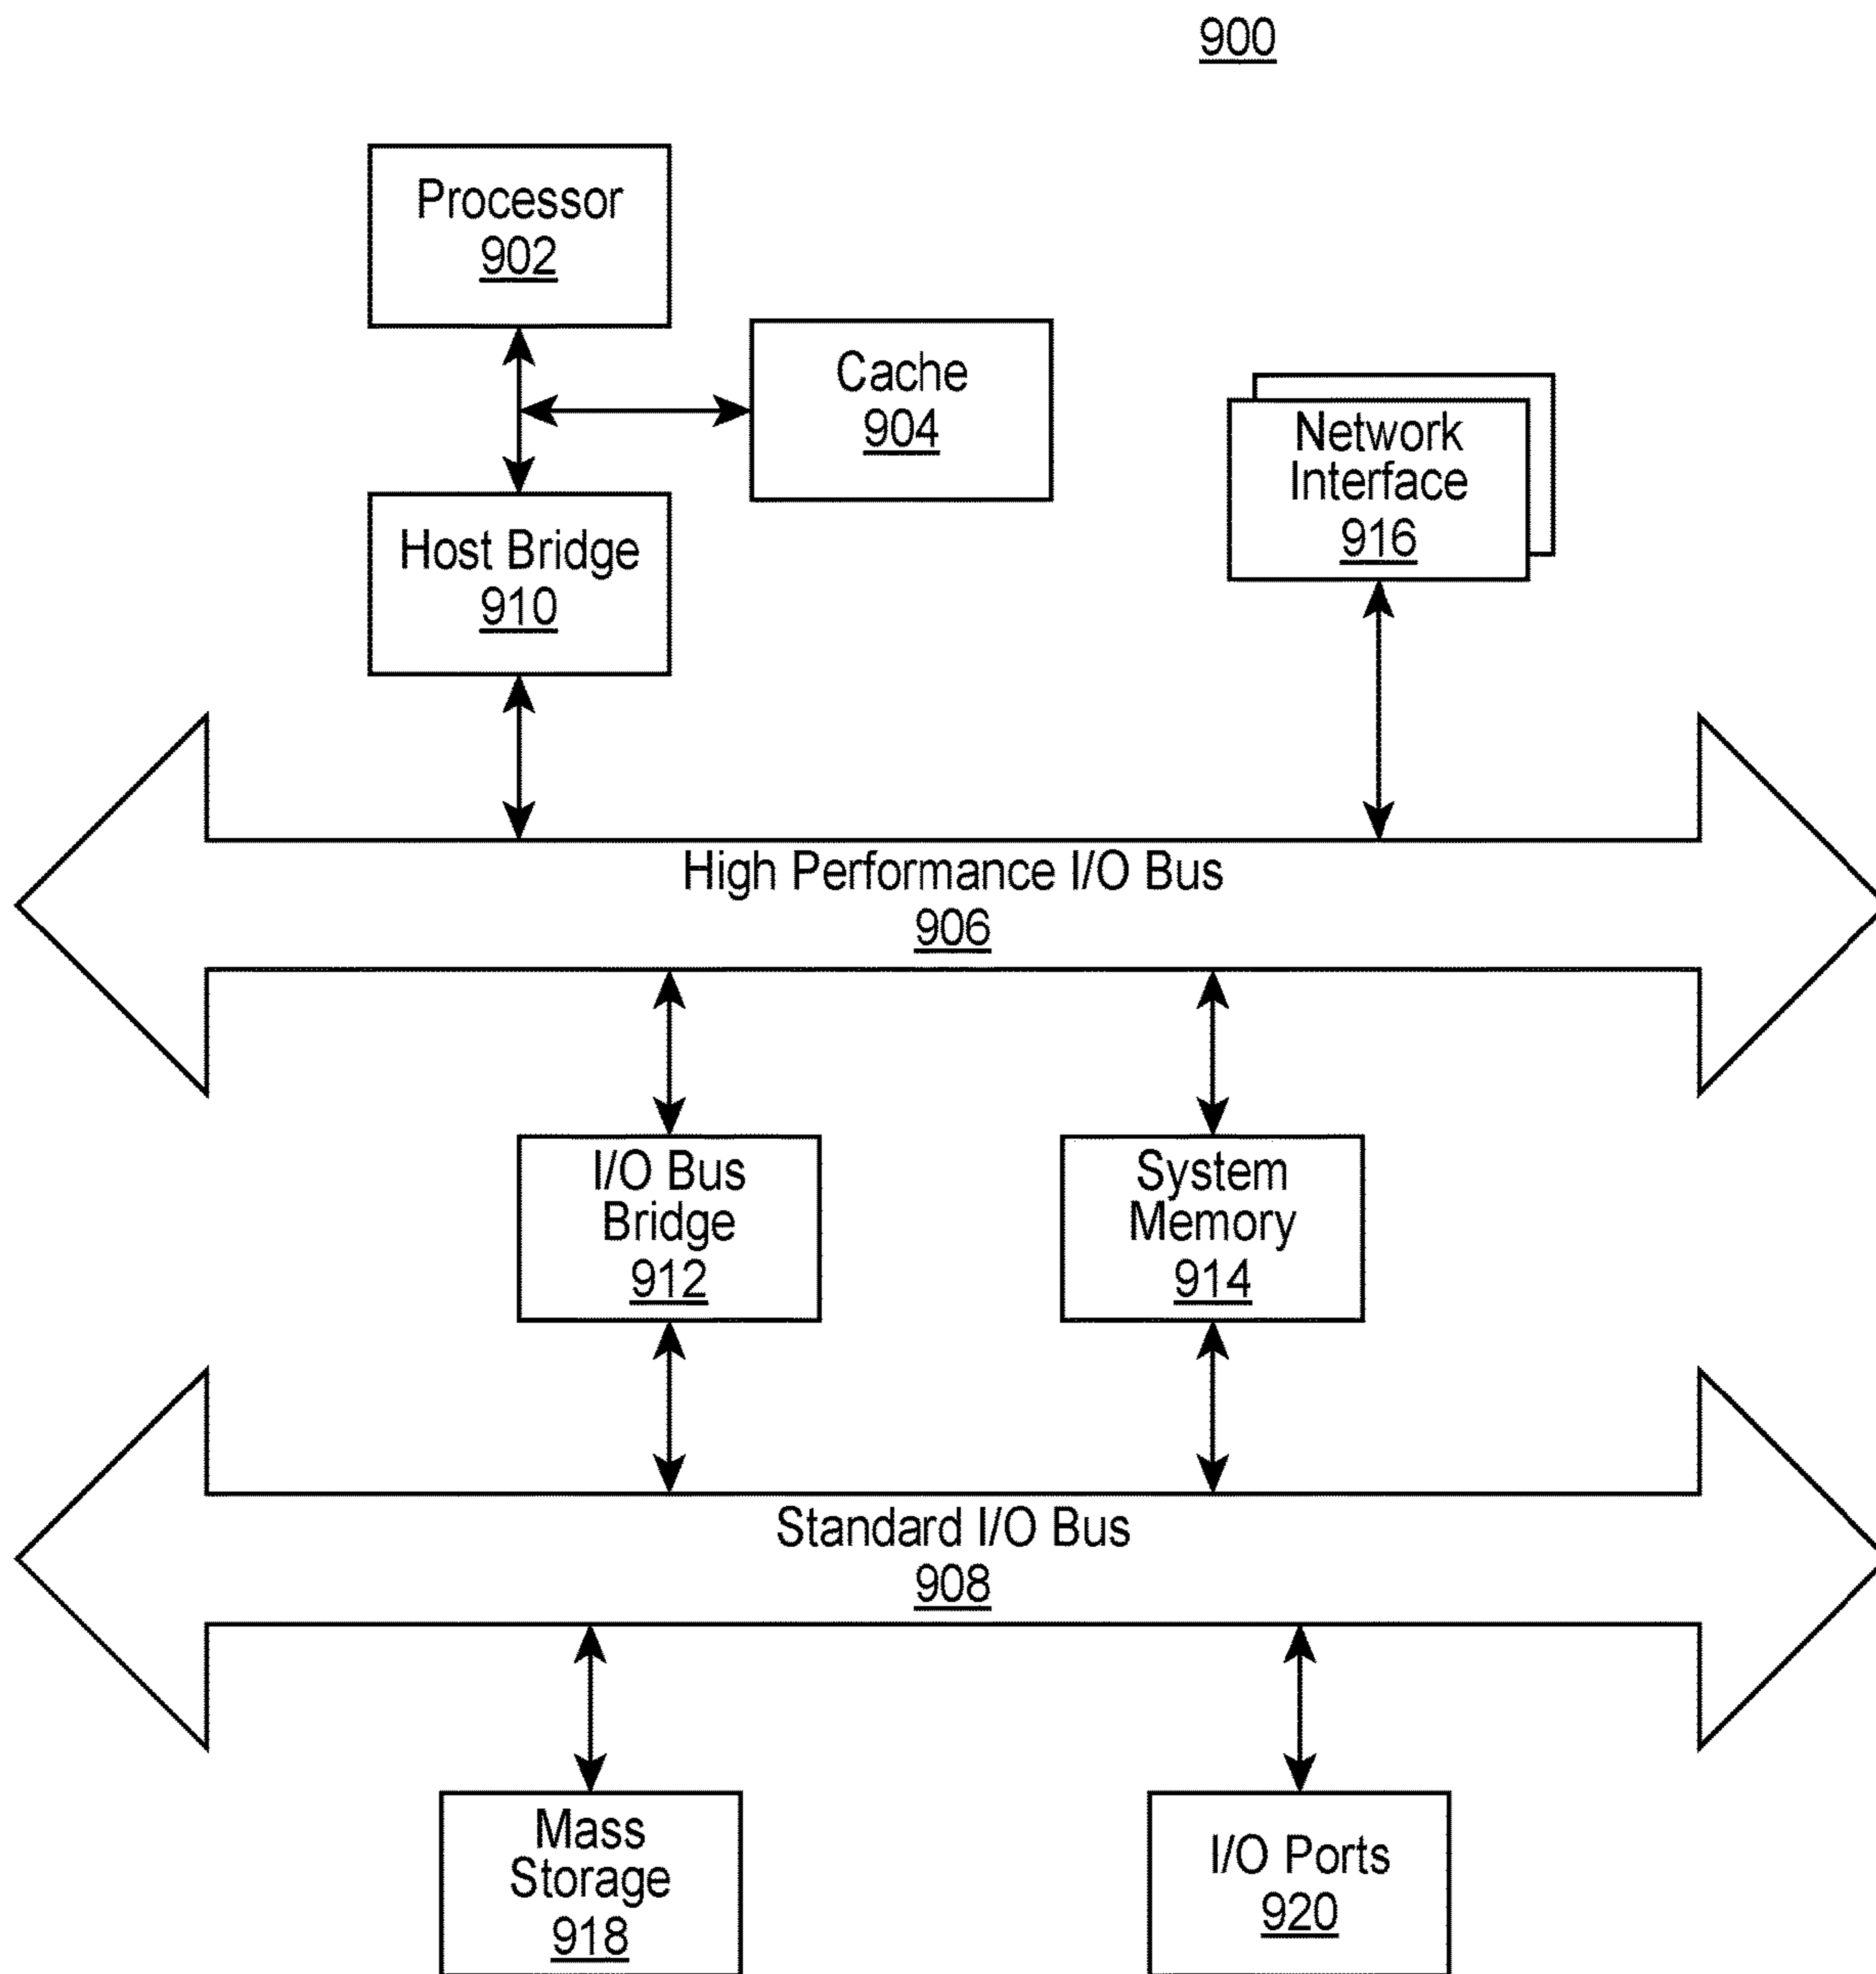 900
Processor
902
Cache
904
Network
Interface
916
Host Bridge
910
High Performance I/O Bus
906
I/O Bus
Bridge
912
System
Memory
914
Standard I/O Bus
908
Mass
Storage
918
I/O Ports
920